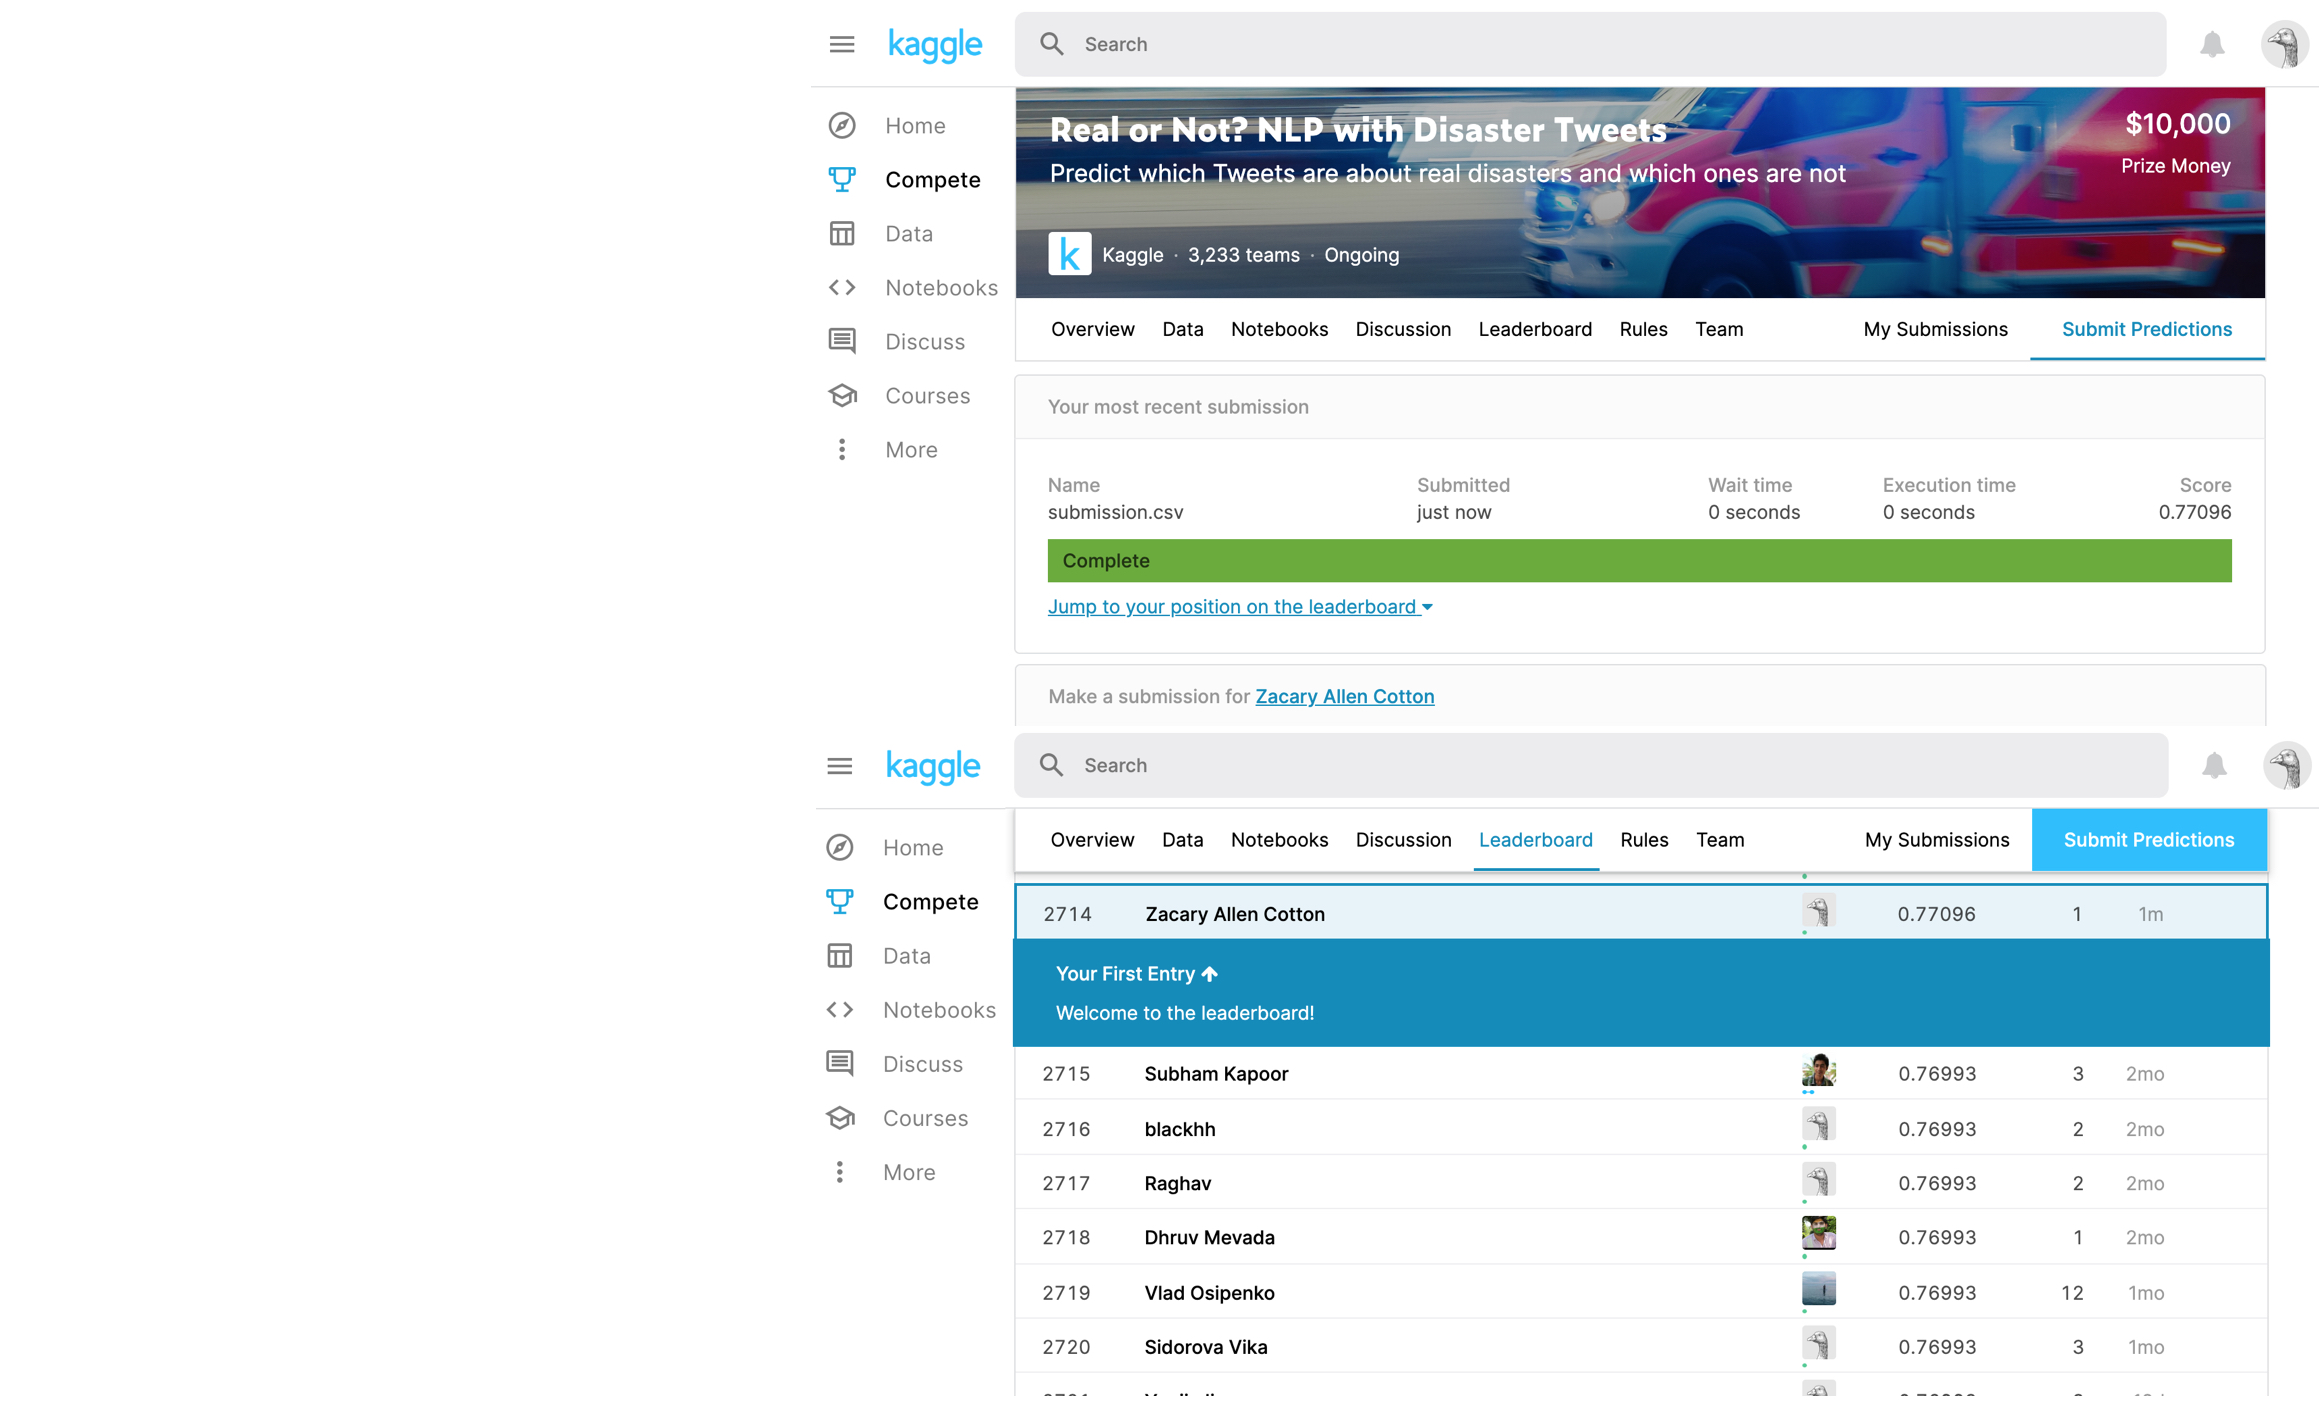 kaggle
Search
Home
Compete
Data
Notebooks
Discuss
Courses
More
Real or Not? NLP with Disaster Tweets
Predict which Tweets are about real disasters and which ones are not
$10,000
Prize Money
k Kaggle · 3,233 teams · Ongoing
Overview Data Notebooks Discussion Leaderboard Rules Team My Submissions Submit Predictions
Your most recent submission
Name Submitted Wait time Execution time Score
submission.csv just now 0 seconds 0 seconds 0.77096
Complete
Jump to your position on the leaderboard
Make a submission for Zacary Allen Cotton
kaggle
Search
Home
Compete
Data
Notebooks
Discuss
Courses
More
Overview Data Notebooks Discussion Leaderboard Rules Team My Submissions Submit Predictions
2714 Zacary Allen Cotton 0.77096 1 1m
Your First Entry
Welcome to the leaderboard!
2715 Subham Kapoor 0.76993 3 2mo
2716 blackhh 0.76993 2 2mo
2717 Raghav 0.76993 2 2mo
2718 Dhruv Mevada 0.76993 1 2mo
2719 Vlad Osipenko 0.76993 12 1mo
2720 Sidorova Vika 0.76993 3 1mo